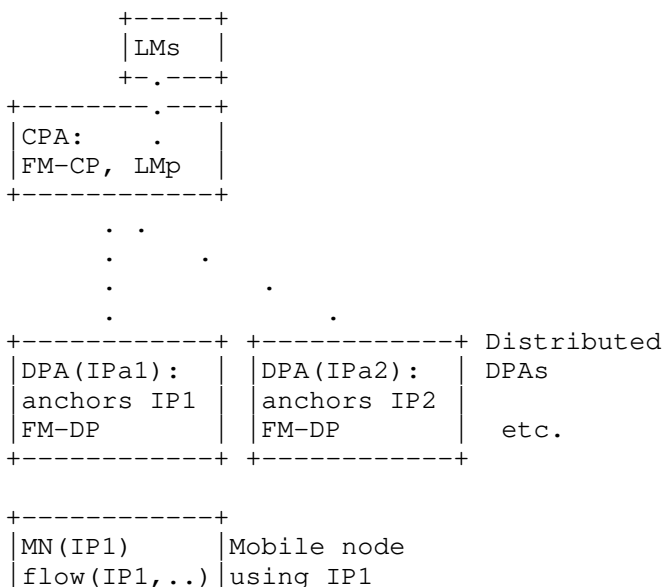 +-----+
|LMs  |
+-.---+
+--------.---+
|CPA:    .   |
|FM-CP, LMp  |
+------------+
. .
.     .
.         .
.             .
+------------+ +------------+ Distributed
|DPA(IPa1):  | |DPA(IPa2):  | DPAs
|anchors IP1 | |anchors IP2 |
|FM-DP       | |FM-DP       |  etc.
+------------+ +------------+
+------------+
|MN(IP1)     |Mobile node
|flow(IP1,..)|using IP1